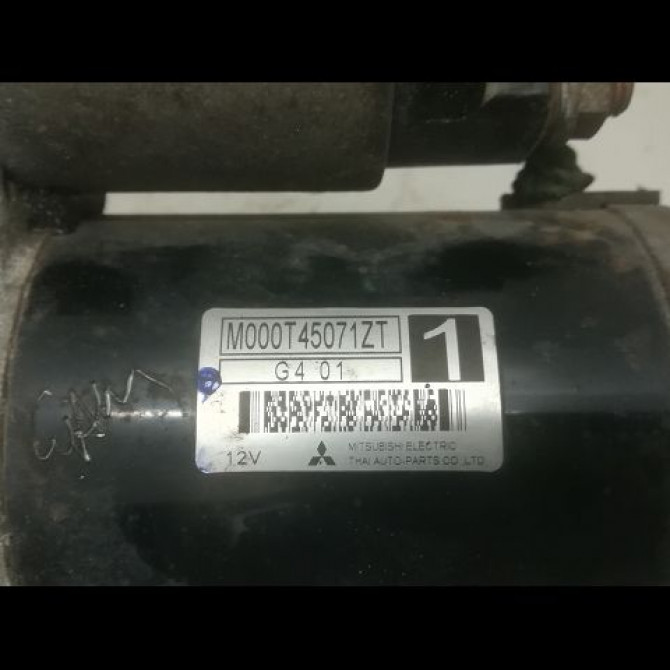 M000T45071ZT 1
G4 01
12V MITSUBISHI ELECTRIC
THAI AUTO-PARTS CO.,LTD